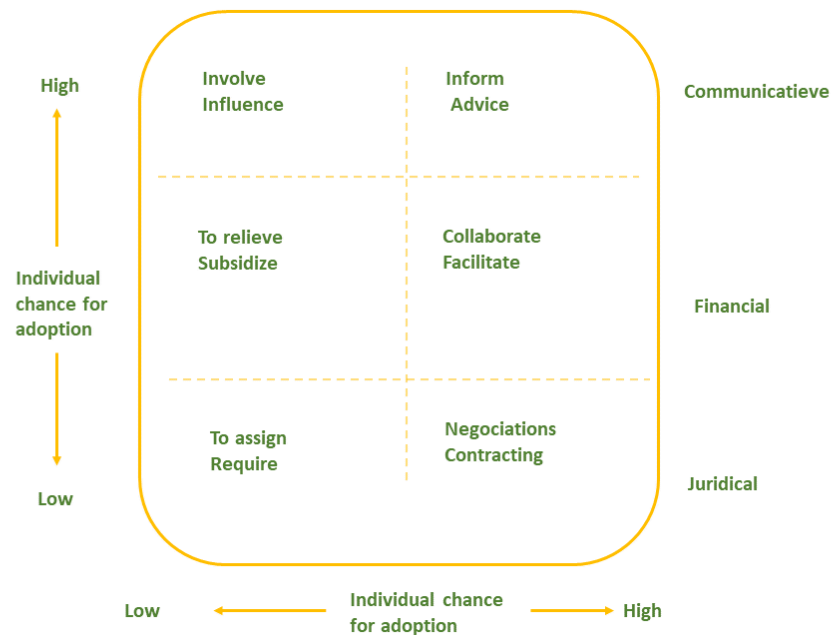 High
Involve
Influence
Inform
Advice
Communicatieve
Individual
chance for
adoption
To relieve
Subsidize
Collaborate
Facilitate
Financial
To assign
Require
Negociations
Contracting
Low
Juridical
Low
Individual chance
for adoption
High